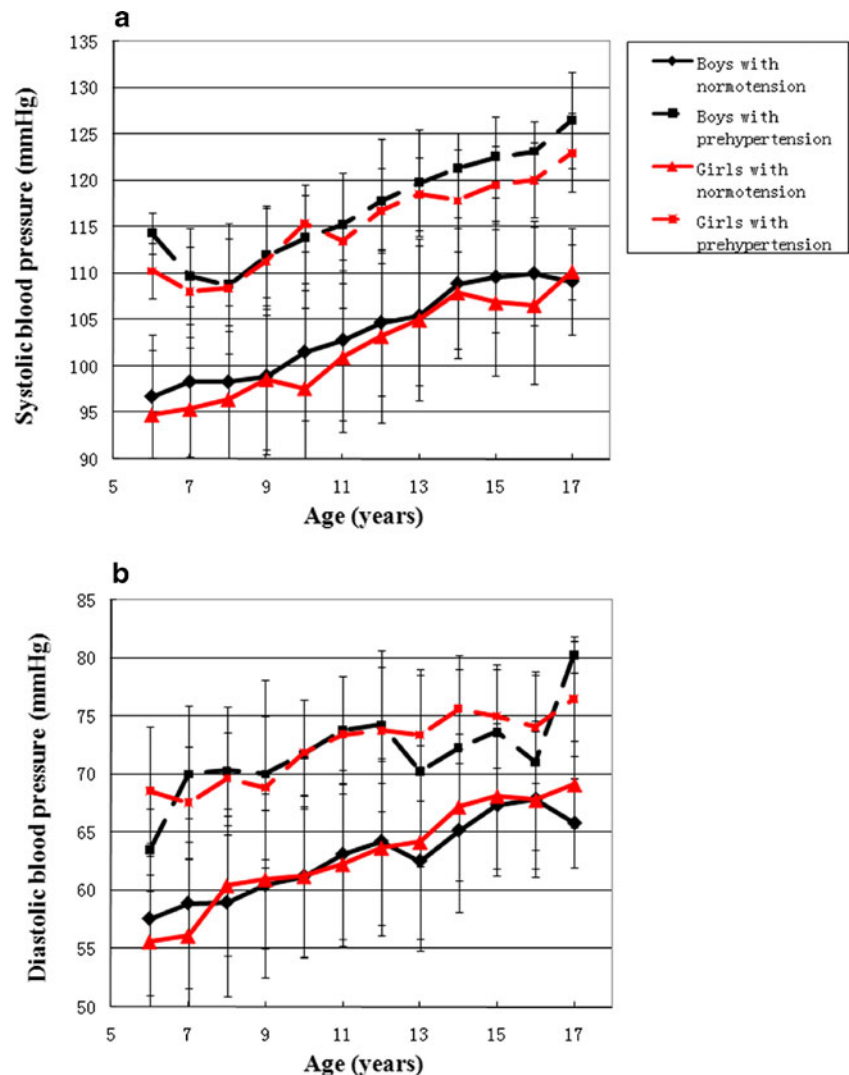 a
135
130
125
120
115
110
105
100
95
90
5 7 9 11 13 15 17
Age (years)
Systolic blood pressure (mmHg)
Boys with
normotension
Boys with
prehypertension
Girls with
normotension
Girls with
prehypertension
b
85
80
75
70
65
60
55
50
5 7 9 11 13 15 17
Age (years)
Diastolic blood pressure (mmHg)